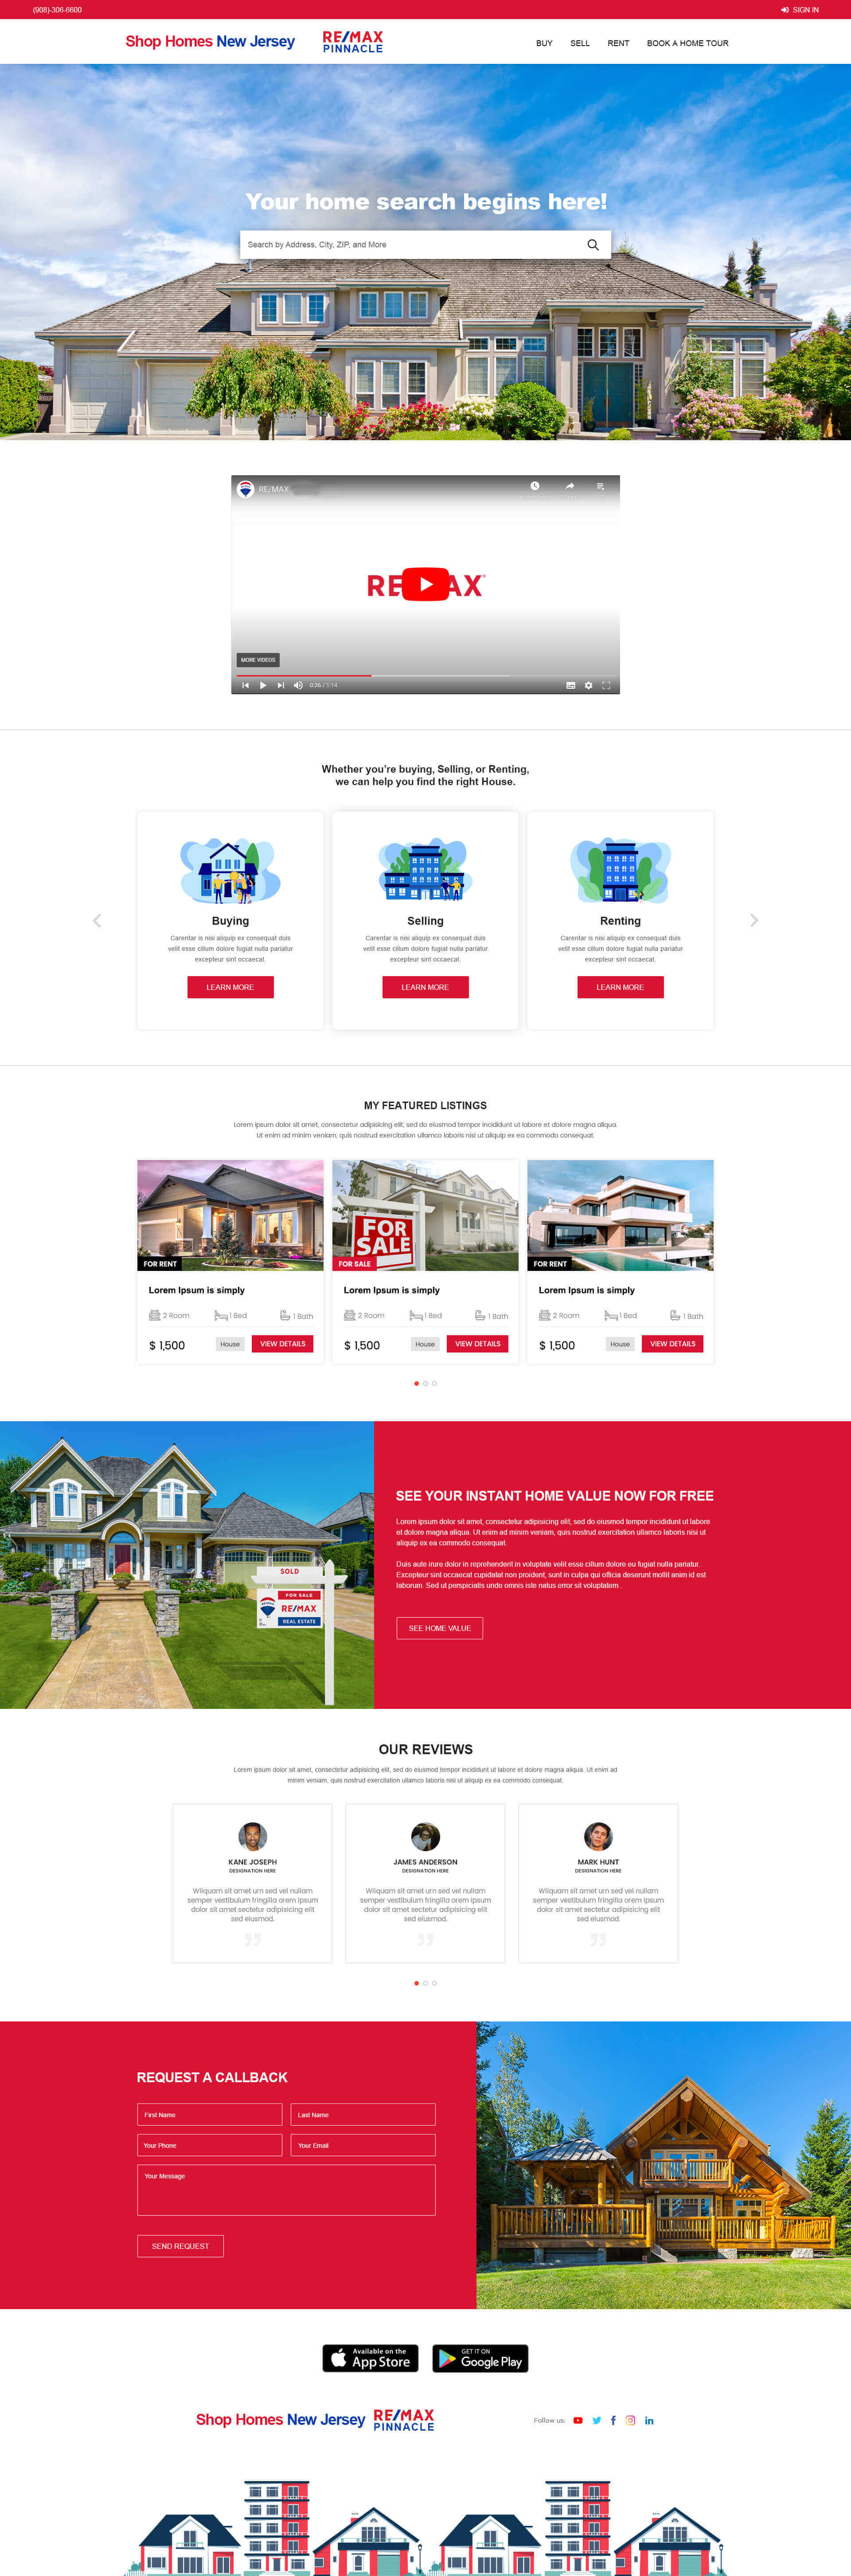 (908)-306-6600
SIGN IN
Shop Homes New Jersey
RE/MAX
PINNACLE
BUY SELL RENT BOOK A HOME TOUR
Your home search begins here!
Search by Address, City, ZIP, and More
RE/MAX
RE/MAX
MORE VIDEOS
0:26 / 1:14
Whether you're buying, Selling, or Renting,
we can help you find the right House.
Buying
Carentar is nisi aliquip ex consequat duis
velit esse cillum dolore fugiat nulla pariatur
excepteur sint occaecat.
LEARN MORE
Selling
Carentar is nisi aliquip ex consequat duis
velit esse cillum dolore fugiat nulla pariatur
excepteur sint occaecat.
LEARN MORE
Renting
Carentar is nisi aliquip ex consequat duis
velit esse cillum dolore fugiat nulla pariatur
excepteur sint occaecat.
LEARN MORE
MY FEATURED LISTINGS
Lorem ipsum dolor sit amet, consectetur adipisicing elit, sed do eiusmod tempor incididunt ut labore et dolore magna aliqua.
Ut enim ad minim veniam, quis nostrud exercitation ullamco laboris nisi ut aliquip ex ea commodo consequat.
FOR RENT
Lorem Ipsum is simply
2 Room 1 Bed 1 Bath
$ 1,500 House VIEW DETAILS
FOR SALE
FOR SALE
Lorem Ipsum is simply
2 Room 1 Bed 1 Bath
$ 1,500 House VIEW DETAILS
FOR RENT
Lorem Ipsum is simply
2 Room 1 Bed 1 Bath
$ 1,500 House VIEW DETAILS
SOLD
FOR SALE
RE/MAX
REAL ESTATE
SEE YOUR INSTANT HOME VALUE NOW FOR FREE
Lorem ipsum dolor sit amet, consectetur adipisicing elit, sed do eiusmod tempor incididunt ut labore
et dolore magna aliqua. Ut enim ad minim veniam, quis nostrud exercitation ullamco laboris nisi ut
aliquip ex ea commodo consequat.
Duis aute irure dolor in reprehenderit in voluptate velit esse cillum dolore eu fugiat nulla pariatur.
Excepteur sint occaecat cupidatat non proident, sunt in culpa qui officia deserunt mollit anim id est
laborum. Sed ut perspiciatis unde omnis iste natus error sit voluptatem .
SEE HOME VALUE
OUR REVIEWS
Lorem ipsum dolor sit amet, consectetur adipisicing elit, sed do eiusmod tempor incididunt ut labore et dolore magna aliqua. Ut enim ad
minim veniam, quis nostrud exercitation ullamco laboris nisi ut aliquip ex ea commodo consequat.
KANE JOSEPH
DESIGNATION HERE
Wliquam sit amet urn sed vel nullam
semper vestibulum fringilla orem ipsum
dolor sit amet sectetur adipisicing elit
sed eiusmod.
JAMES ANDERSON
DESIGNATION HERE
Wliquam sit amet urn sed vel nullam
semper vestibulum fringilla orem ipsum
dolor sit amet sectetur adipisicing elit
sed eiusmod.
MARK HUNT
DESIGNATION HERE
Wliquam sit amet urn sed vel nullam
semper vestibulum fringilla orem ipsum
dolor sit amet sectetur adipisicing elit
sed eiusmod.
REQUEST A CALLBACK
First Name Last Name
Your Phone Your Email
Your Message
SEND REQUEST
Available on the
App Store
GET IT ON
Google Play
Shop Homes New Jersey
RE/MAX
PINNACLE
Follow us: